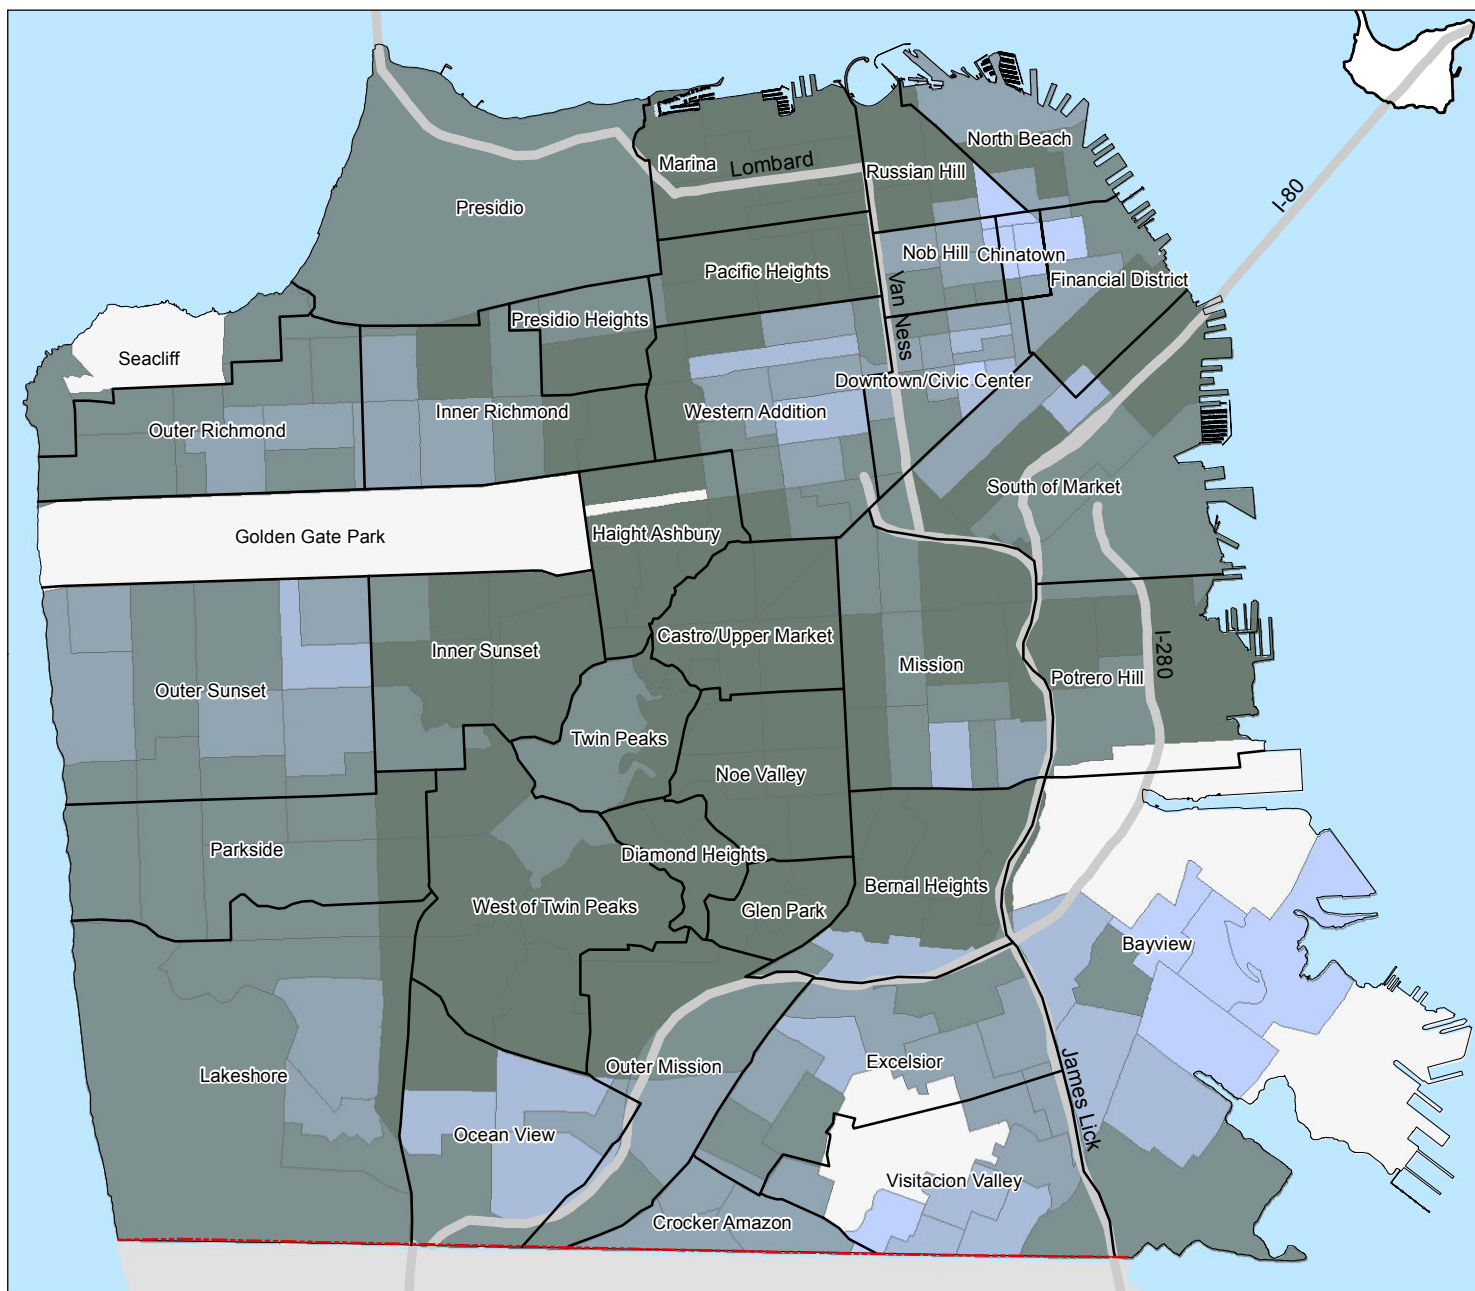 North Beach
Marina
Lombard
Russian Hill
I-80
Presidio
Nob Hill
Chinatown
Pacific Heights
Financial District
Van Ness
Presidio Heights
Seacliff
Downtown/Civic Center
Inner Richmond
Western Addition
Outer Richmond
South of Market
Golden Gate Park
Haight Ashbury
Castro/Upper Market
Inner Sunset
I-280
Mission
Potrero Hill
Outer Sunset
Twin Peaks
Noe Valley
Parkside
Diamond Heights
Bernal Heights
West of Twin Peaks
Glen Park
Bayview
Excelsior
Outer Mission
Lakeshore
James Lick
Ocean View
Visitacion Valley
Crocker Amazon